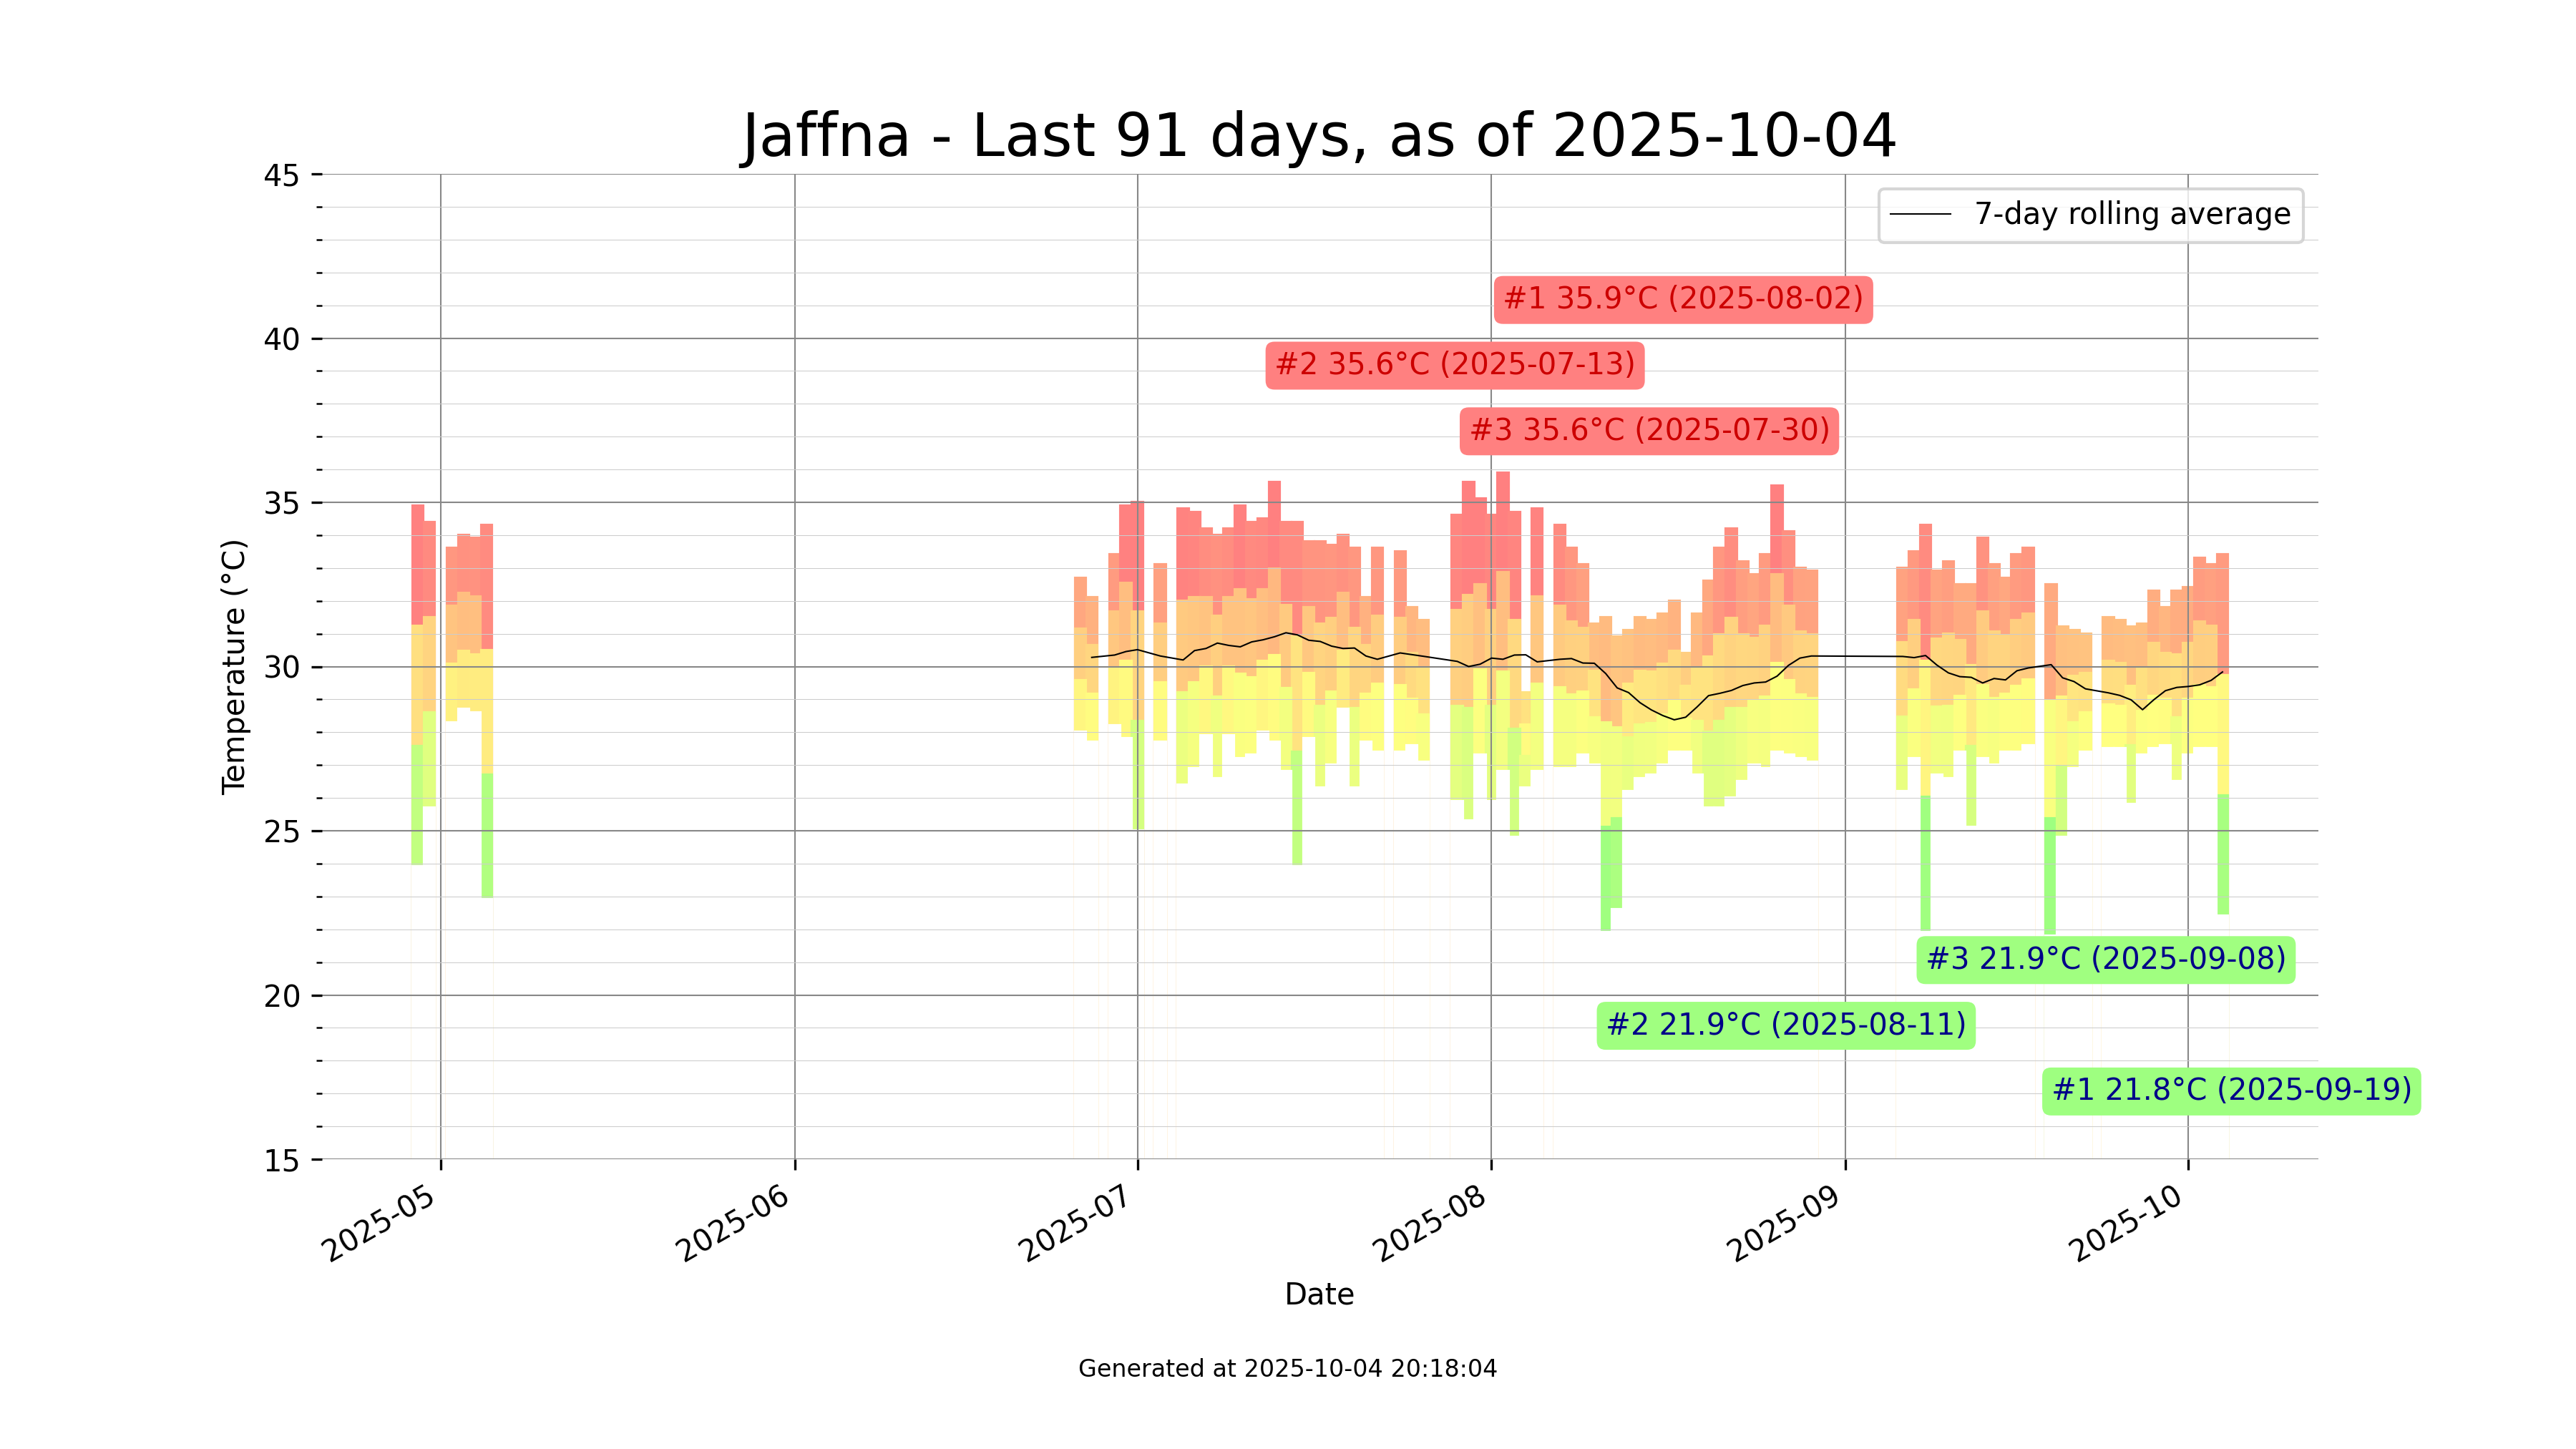 Jaffna - Last 91 days, as of 2025-10-04
45
7-day rolling average
#1 35.9°C (2025-08-02)
40
#2 35.6°C (2025-07-13)
#3 35.6°C (2025-07-30)
35
Temperature (°C)
30
25
#3 21.9°C (2025-09-08)
20
#2 21.9°C (2025-08-11)
#1 21.8°C (2025-09-19)
15
2025-05
2025-06
2025-07
2025-08
2025-09
2025-10
Date
Generated at 2025-10-04 20:18:04